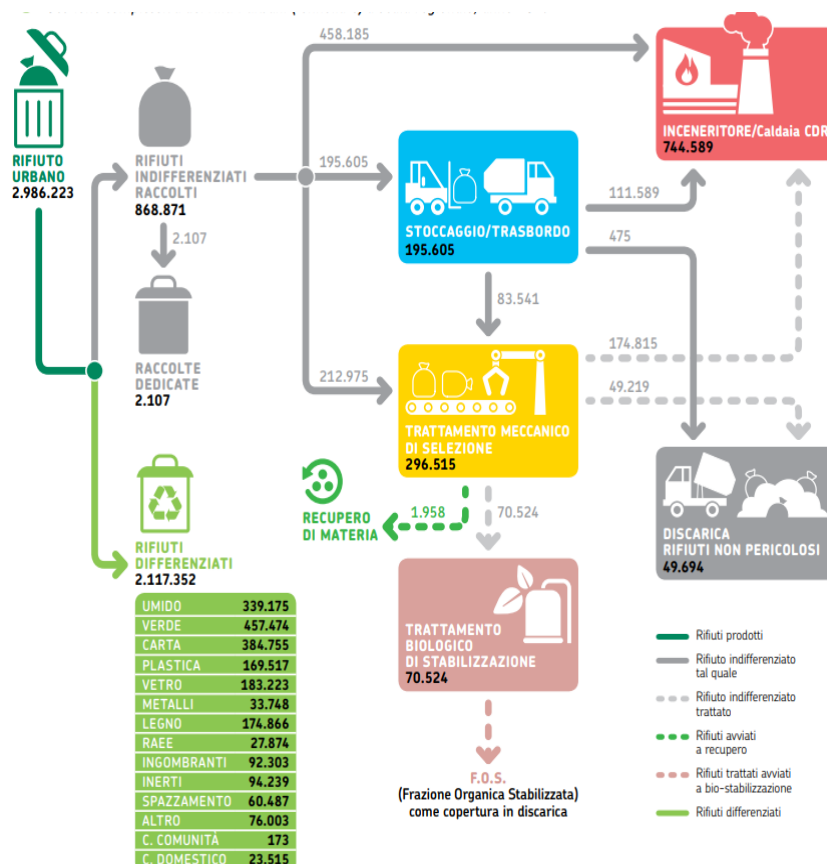 458.185
RIFIUTO
URBANO
2.986.223
RIFIUTI
INDIFFERENZIATI
RACCOLTI
868.871
2.107
RACCOLTE
DEDICATE
2.107
195.605
212.975
INCENERITORE/Caldaia CDR
744.589
STOCCAGGIO/TRASBORDO
195.605
111.589
475
83.541
174.815
49.219
TRATTAMENTO MECCANICO
DI SELEZIONE
296.515
RECUPERO
DI MATERIA
1.958
70.524
DISCARICA
RIFIUTI NON PERICOLOSI
49.694
RIFIUTI
DIFFERENZIATI
2.117.352
UMIDO 339.175
VERDE 457.474
CARTA 384.755
PLASTICA 169.517
VETRO 183.223
METALLI 33.748
LEGNO 174.866
RAEE 27.874
INGOMBRANTI 92.303
INERTI 94.239
SPAZZAMENTO 60.487
ALTRO 76.003
C. COMUNITÀ 173
C. DOMESTICO 23.515
TRATTAMENTO
BIOLOGICO
DI STABILIZZAZIONE
70.524
F.O.S.
(Frazione Organica Stabilizzata)
come copertura in discarica
Rifiuti prodotti
Rifiuto indifferenziato
tal quale
Rifiuto indifferenziato
trattato
Rifiuti avviati
a recupero
Rifiuti trattati avviati
a bio-stabilizzazione
Rifiuti differenziati